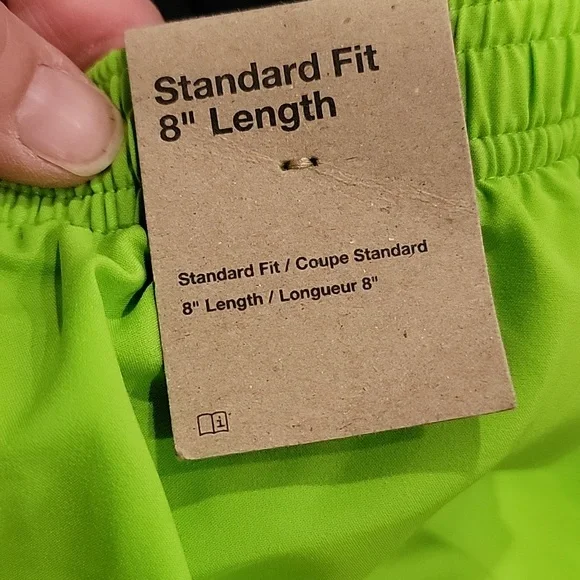 Standard Fit
8" Length
Standard Fit / Coupe Standard
8" Length / Longueur 8"
i